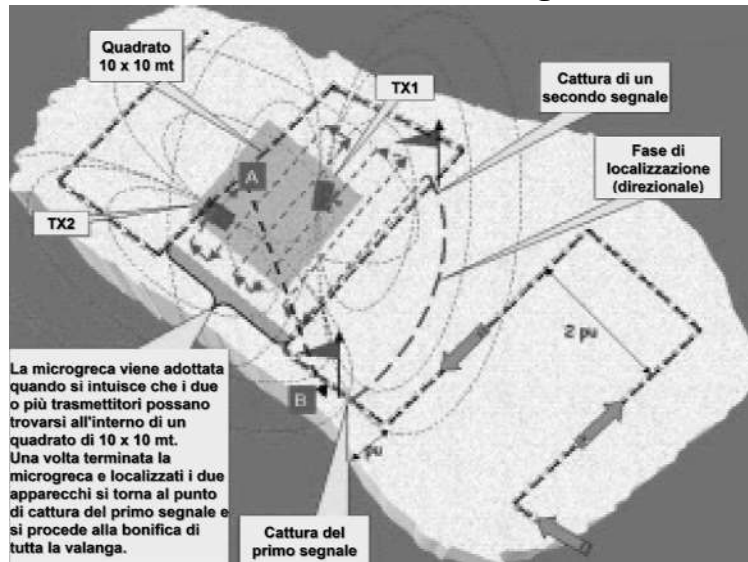 Quadrato
10 x 10 mt
TX1
Cattura di un
secondo segnale
Fase di
localizzazione
(direzionale)
A
TX2
2 pu
La microgreca viene adottata
quando si intuisce che i due
o più trasmettitori possano
trovarsi all'interno di un
quadrato di 10 x 10 mt.
Una volta terminata la
microgreca e localizzati i due
apparecchi si torna al punto
di cattura del primo segnale e
si procede alla bonifica di
tutta la valanga.
B
pu
Cattura del
primo segnale